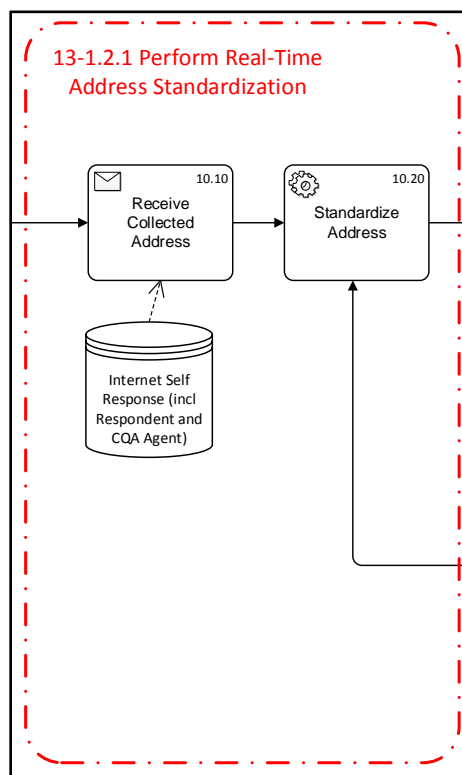 13-1.2.1 Perform Real-Time
Address Standardization
10.10
Receive
Collected
Address
10.20
Standardize
Address
Internet Self
Response (incl
Respondent and
CQA Agent)